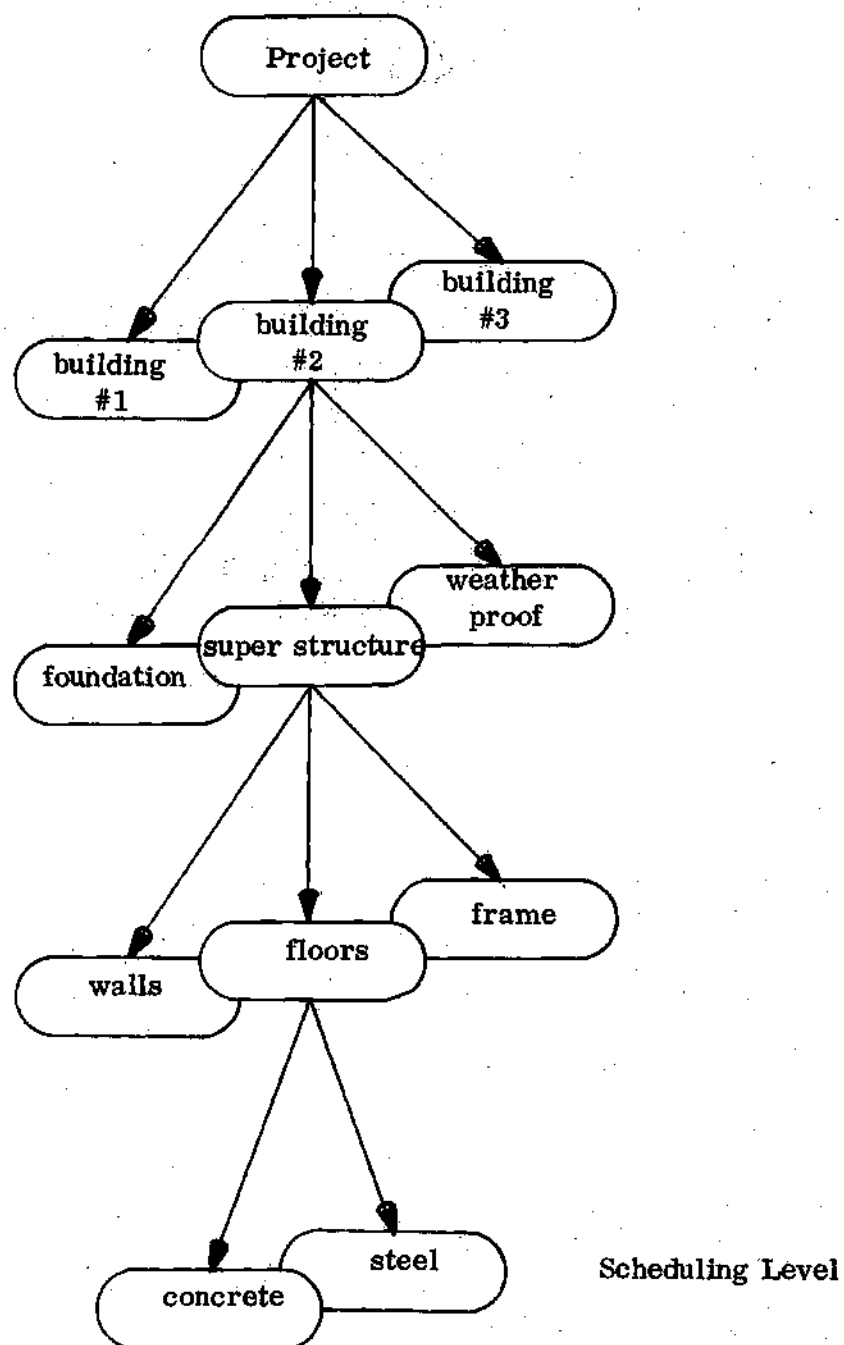 Project
building
#3
building
#2
building
#1
weather
proof
super structure
foundation
frame
floors
walls
steel
Scheduling Level
concrete